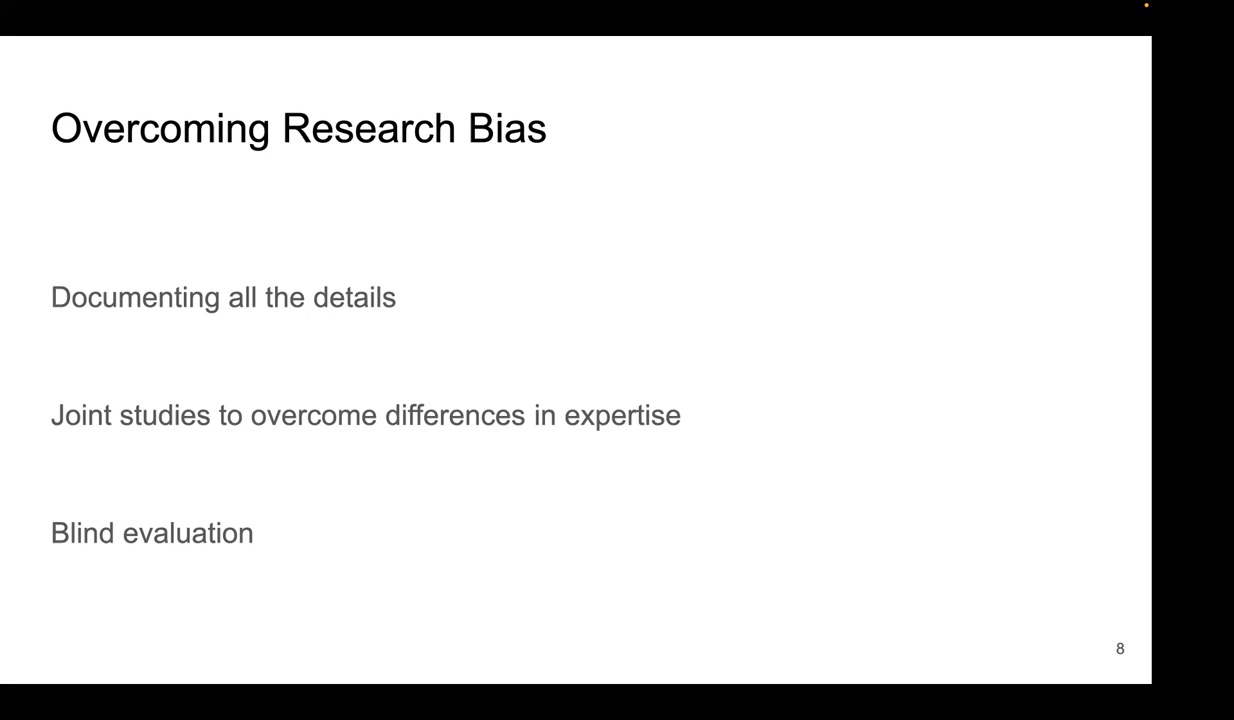 Overcoming Research Bias
Documenting all the details
Joint studies to overcome differences in expertise
Blind evaluation
8